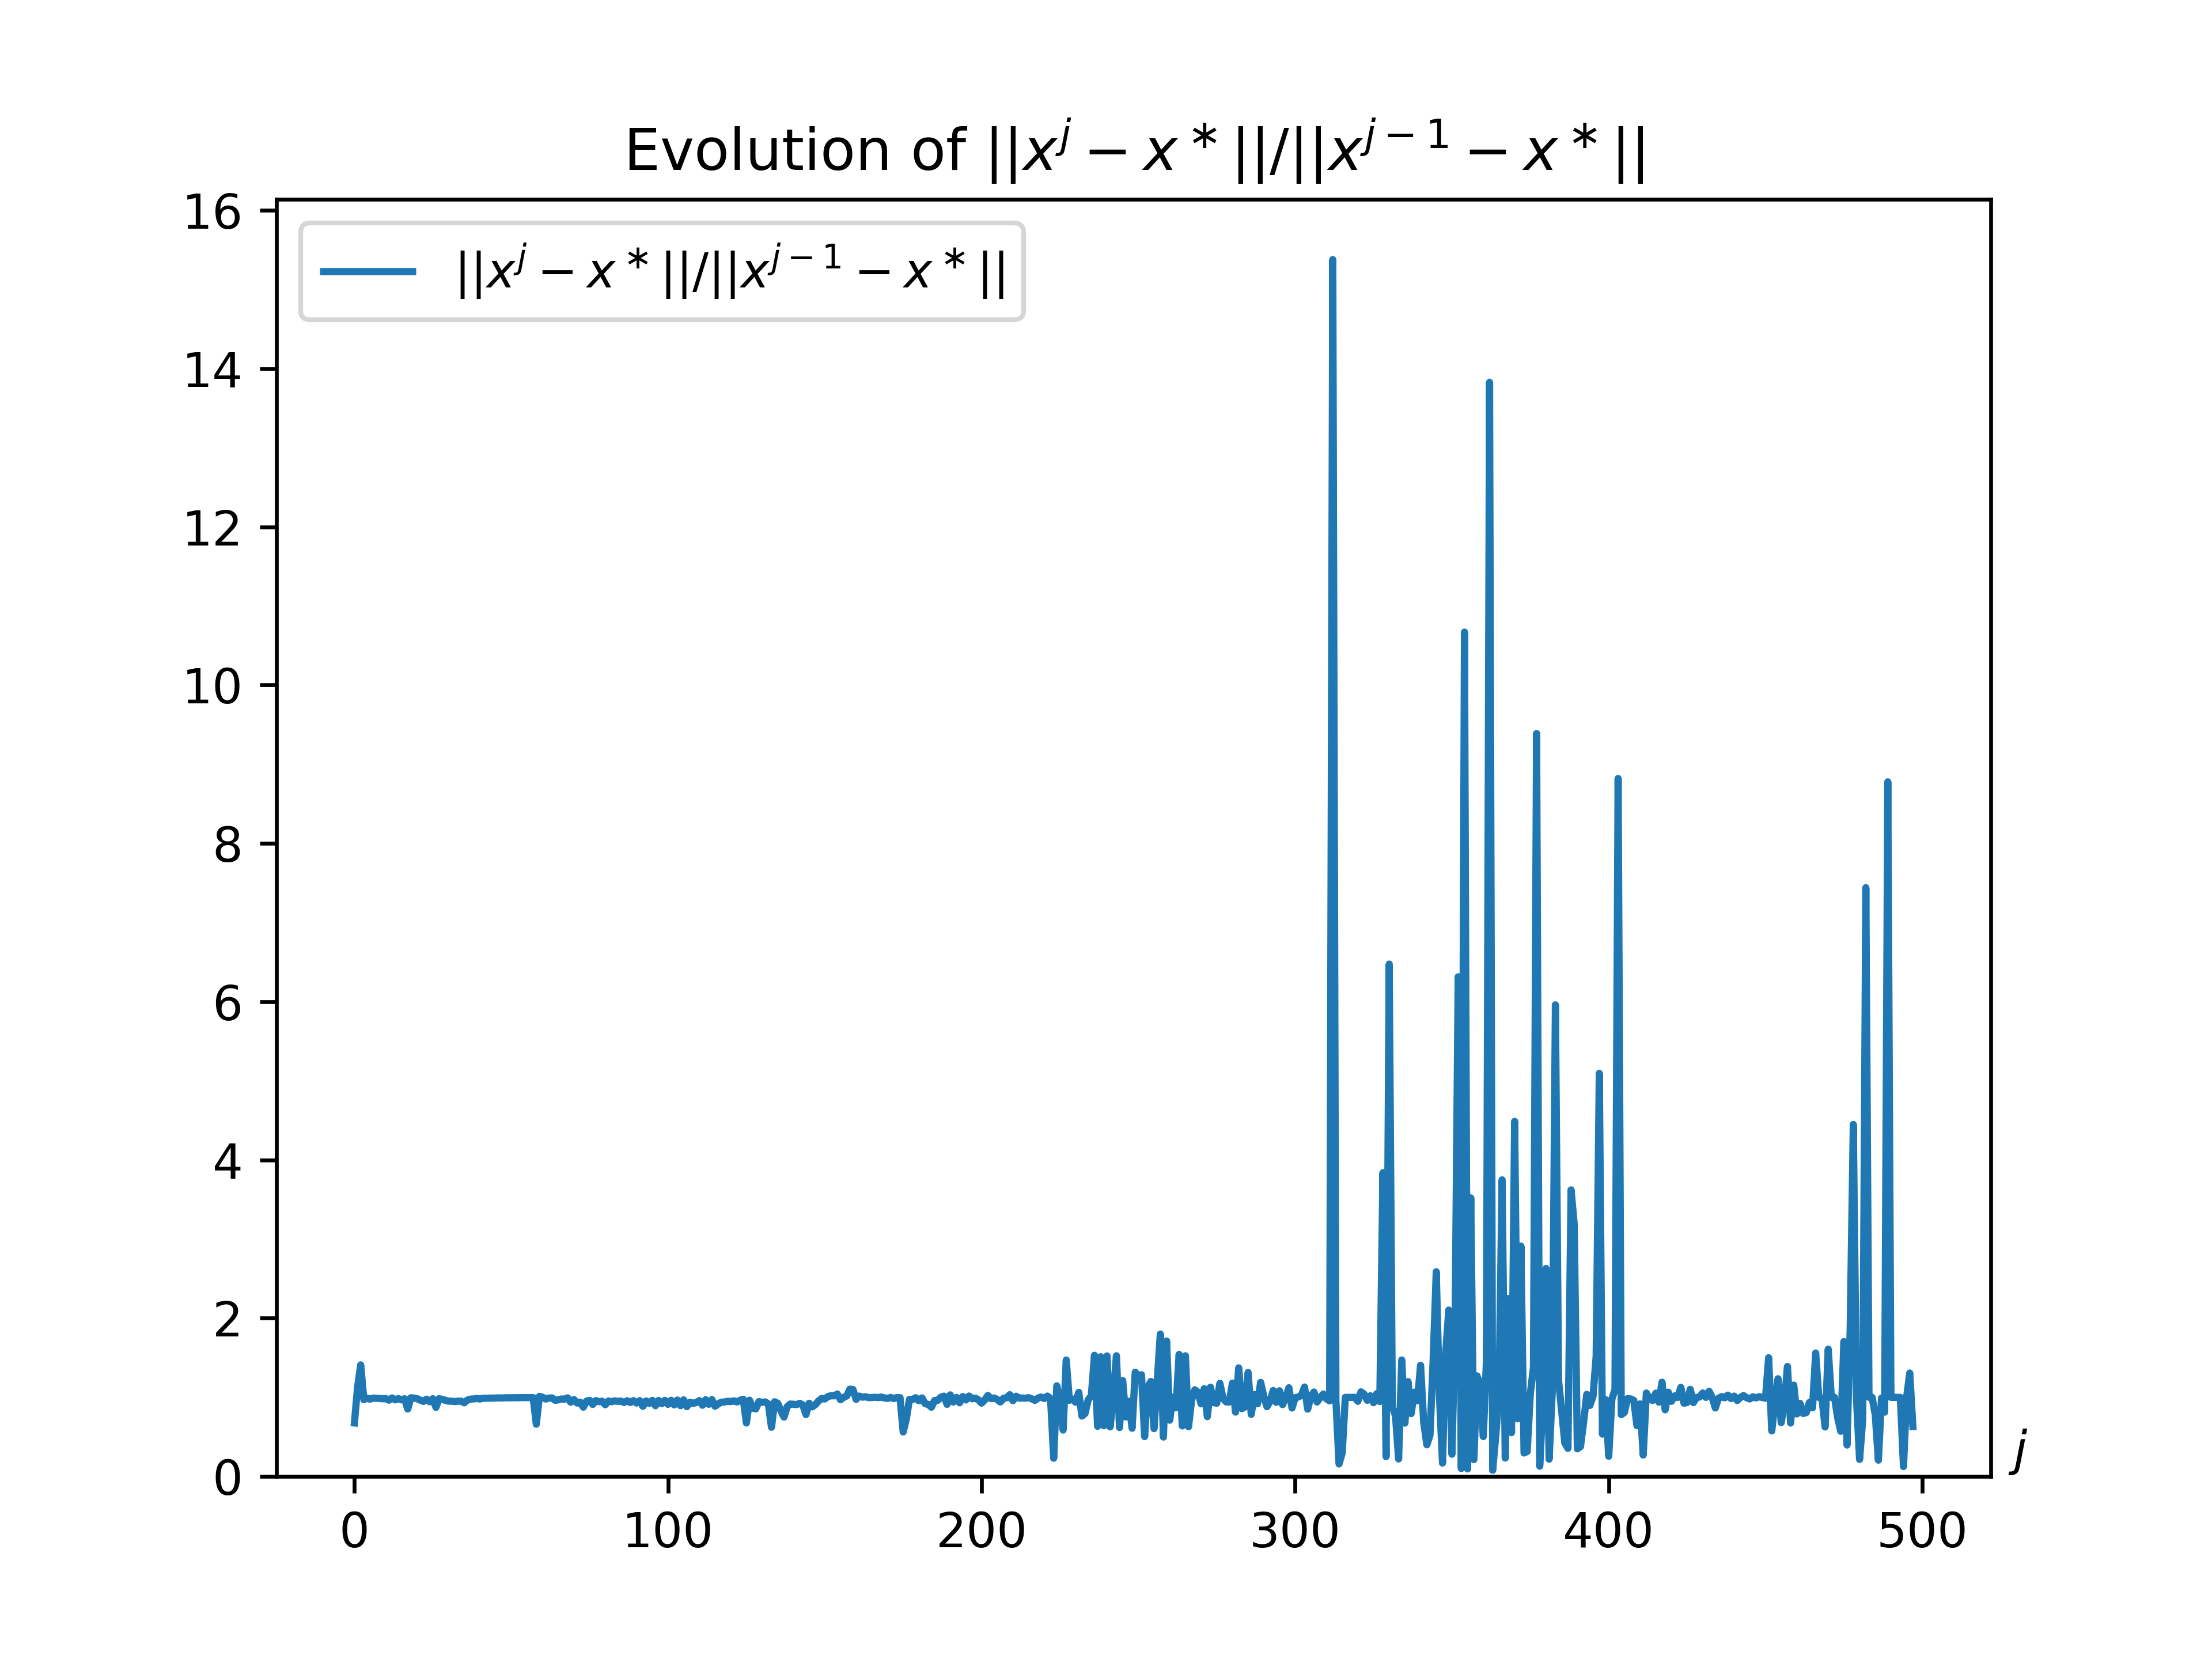 Evolution of ||x^j − x*||/||x^{j−1} − x*||
||x^j − x*||/||x^{j−1} − x*||
16
14
12
10
8
6
4
2
0
j
0 100 200 300 400 500